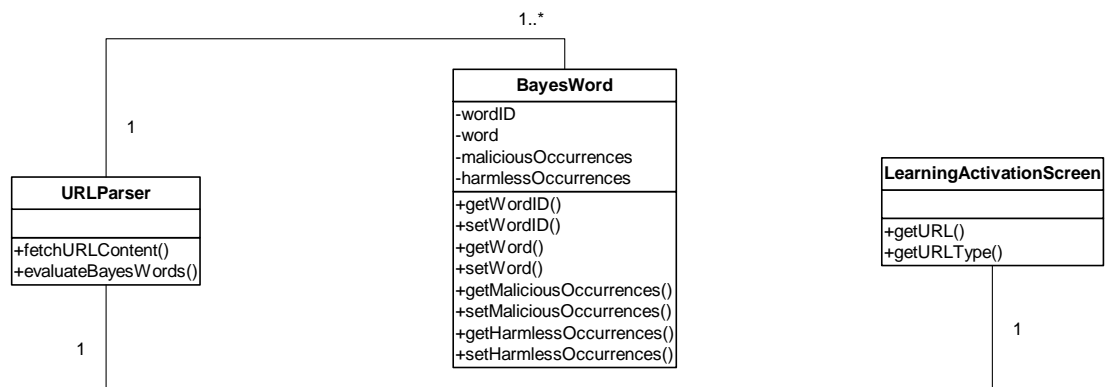 1..*
BayesWord
-wordID
-word
-maliciousOccurrences
-harmlessOccurrences
+getWordID()
+setWordID()
+getWord()
+setWord()
+getMaliciousOccurrences()
+setMaliciousOccurrences()
+getHarmlessOccurrences()
+setHarmlessOccurrences()
1
URLParser
+fetchURLContent()
+evaluateBayesWords()
1
LearningActivationScreen
+getURL()
+getURLType()
1